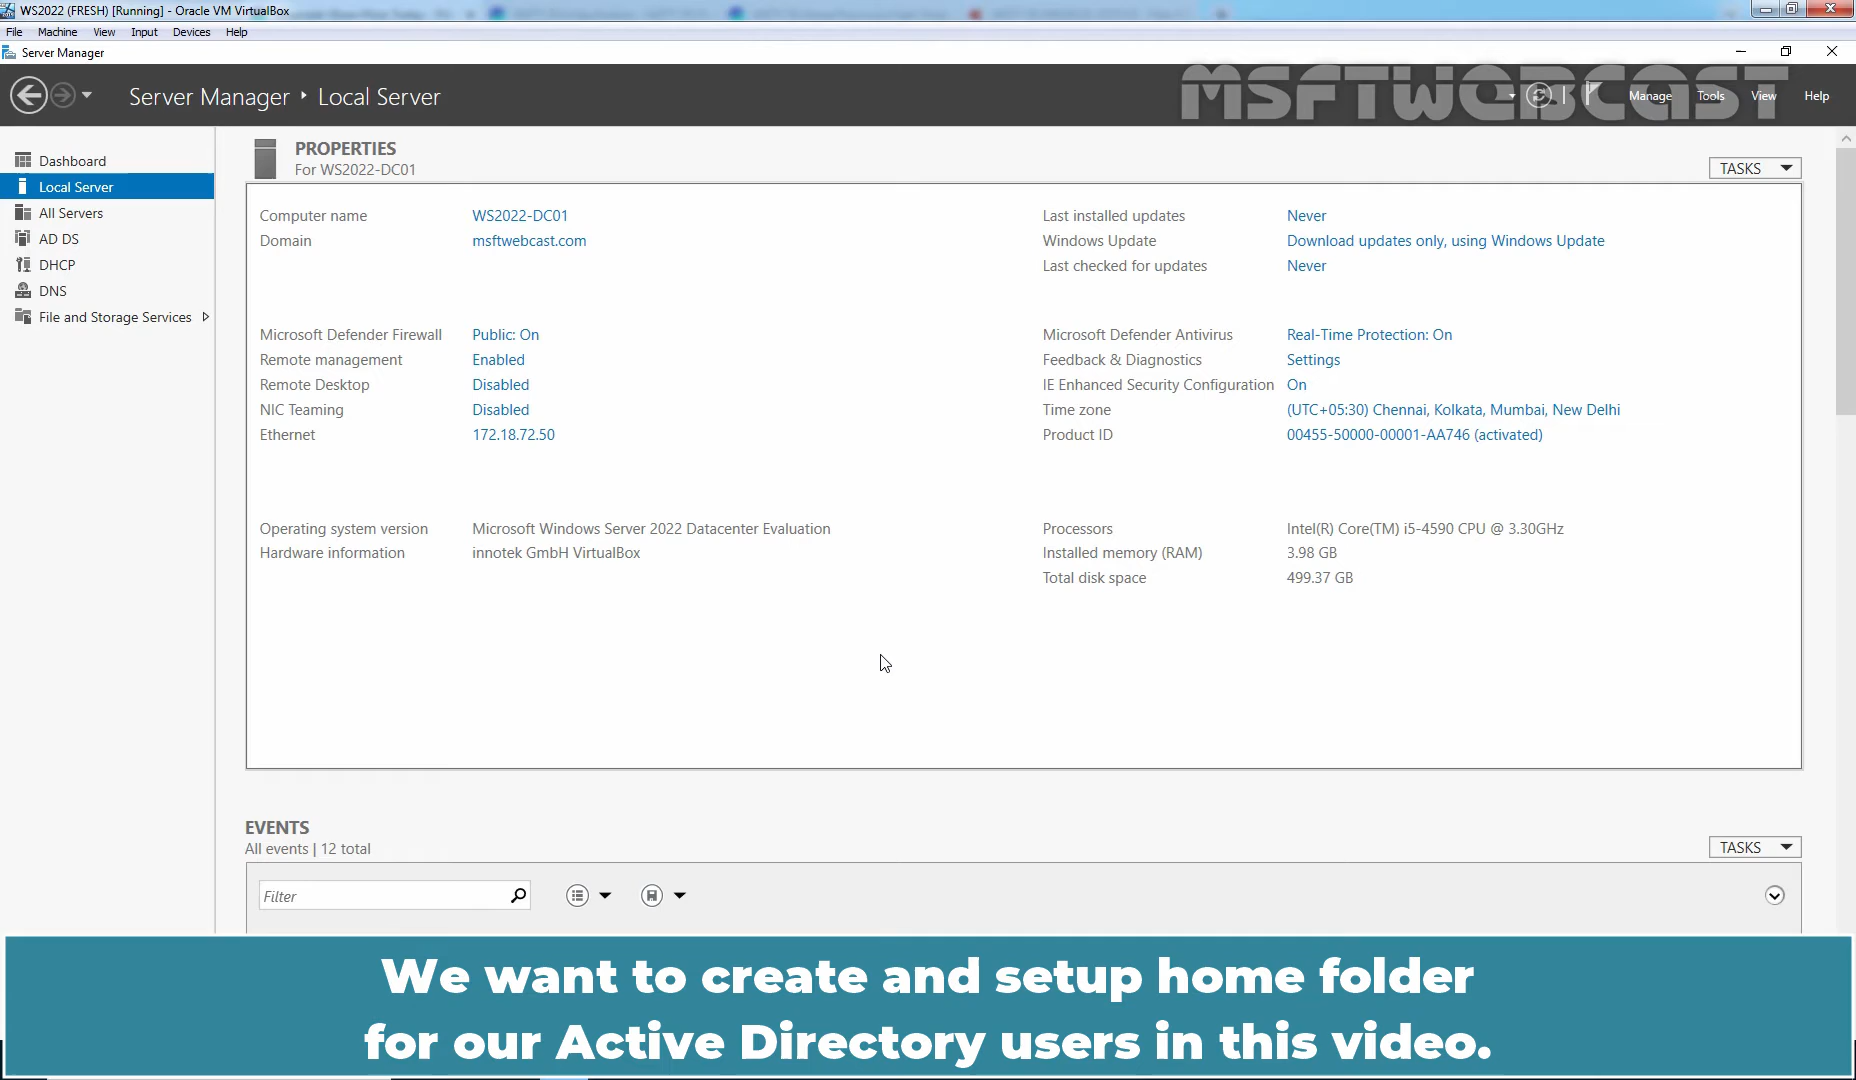 WS2022 (FRESH) [Running] - Oracle VM VirtualBox
File Machine View Input Devices Help
Server Manager
Server Manager ‣ Local Server
MSFTWEBCAST
Manage Tools View Help
Dashboard
Local Server
All Servers
AD DS
DHCP
DNS
File and Storage Services
PROPERTIES
For WS2022-DC01
TASKS
Computer name WS2022-DC01
Domain msftwebcast.com
Last installed updates Never
Windows Update Download updates only, using Windows Update
Last checked for updates Never
Microsoft Defender Firewall Public: On
Remote management Enabled
Remote Desktop Disabled
NIC Teaming Disabled
Ethernet 172.18.72.50
Microsoft Defender Antivirus Real-Time Protection: On
Feedback & Diagnostics Settings
IE Enhanced Security Configuration On
Time zone (UTC+05:30) Chennai, Kolkata, Mumbai, New Delhi
Product ID 00455-50000-00001-AA746 (activated)
Operating system version Microsoft Windows Server 2022 Datacenter Evaluation
Hardware information innotek GmbH VirtualBox
Processors Intel(R) Core(TM) i5-4590 CPU @ 3.30GHz
Installed memory (RAM) 3.98 GB
Total disk space 499.37 GB
EVENTS
All events | 12 total
TASKS
Filter
We want to create and setup home folder
for our Active Directory users in this video.